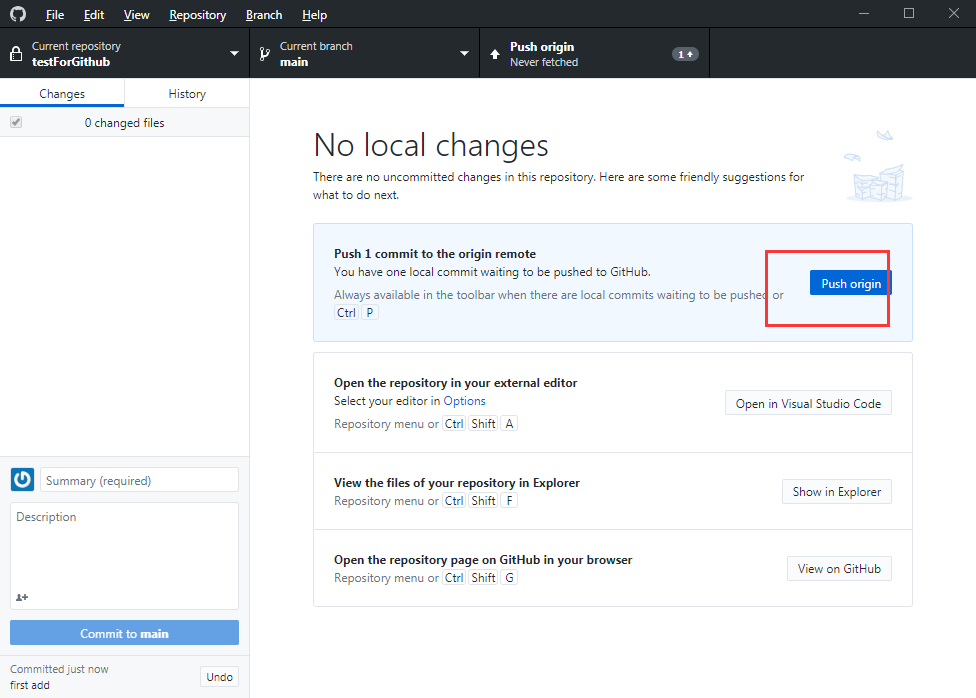 File Edit View Repository Branch Help
Current repository
testForGithub
Current branch
main
Push origin
Never fetched
1
Changes
History
0 changed files
No local changes
There are no uncommitted changes in this repository. Here are some friendly suggestions for
what to do next.
Push 1 commit to the origin remote
You have one local commit waiting to be pushed to GitHub.
Always available in the toolbar when there are local commits waiting to be pushed or
Ctrl P
Push origin
Open the repository in your external editor
Select your editor in Options
Repository menu or Ctrl Shift A
Open in Visual Studio Code
View the files of your repository in Explorer
Repository menu or Ctrl Shift F
Show in Explorer
Open the repository page on GitHub in your browser
Repository menu or Ctrl Shift G
View on GitHub
Summary (required)
Description
Commit to main
Committed just now
first add
Undo